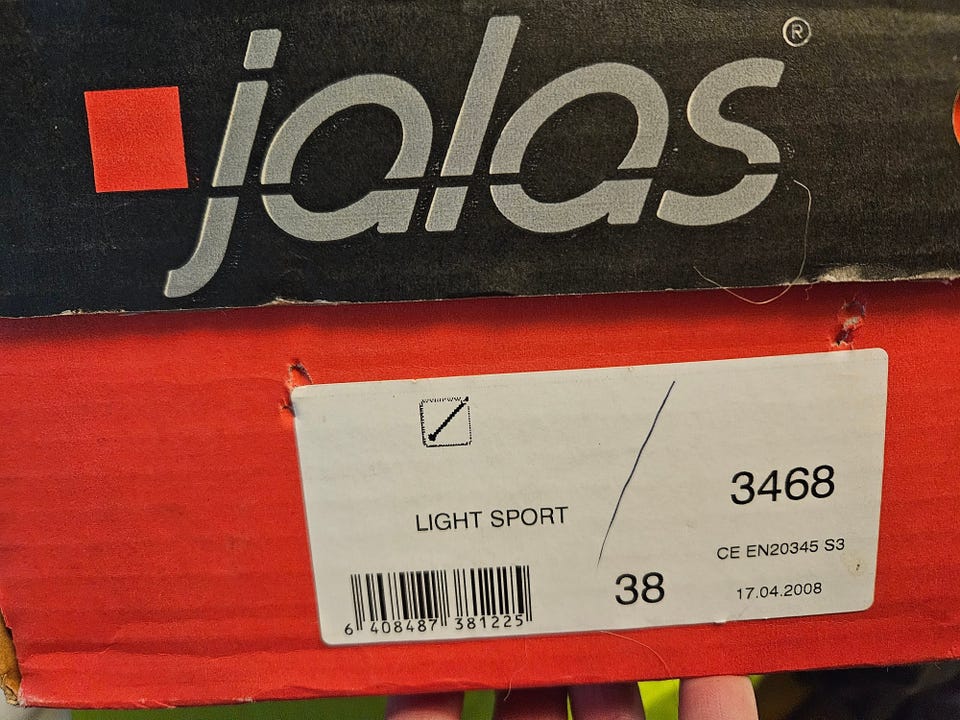 jalas®
3468
LIGHT SPORT
CE EN20345 S3
38
17.04.2008
6 408487 381225